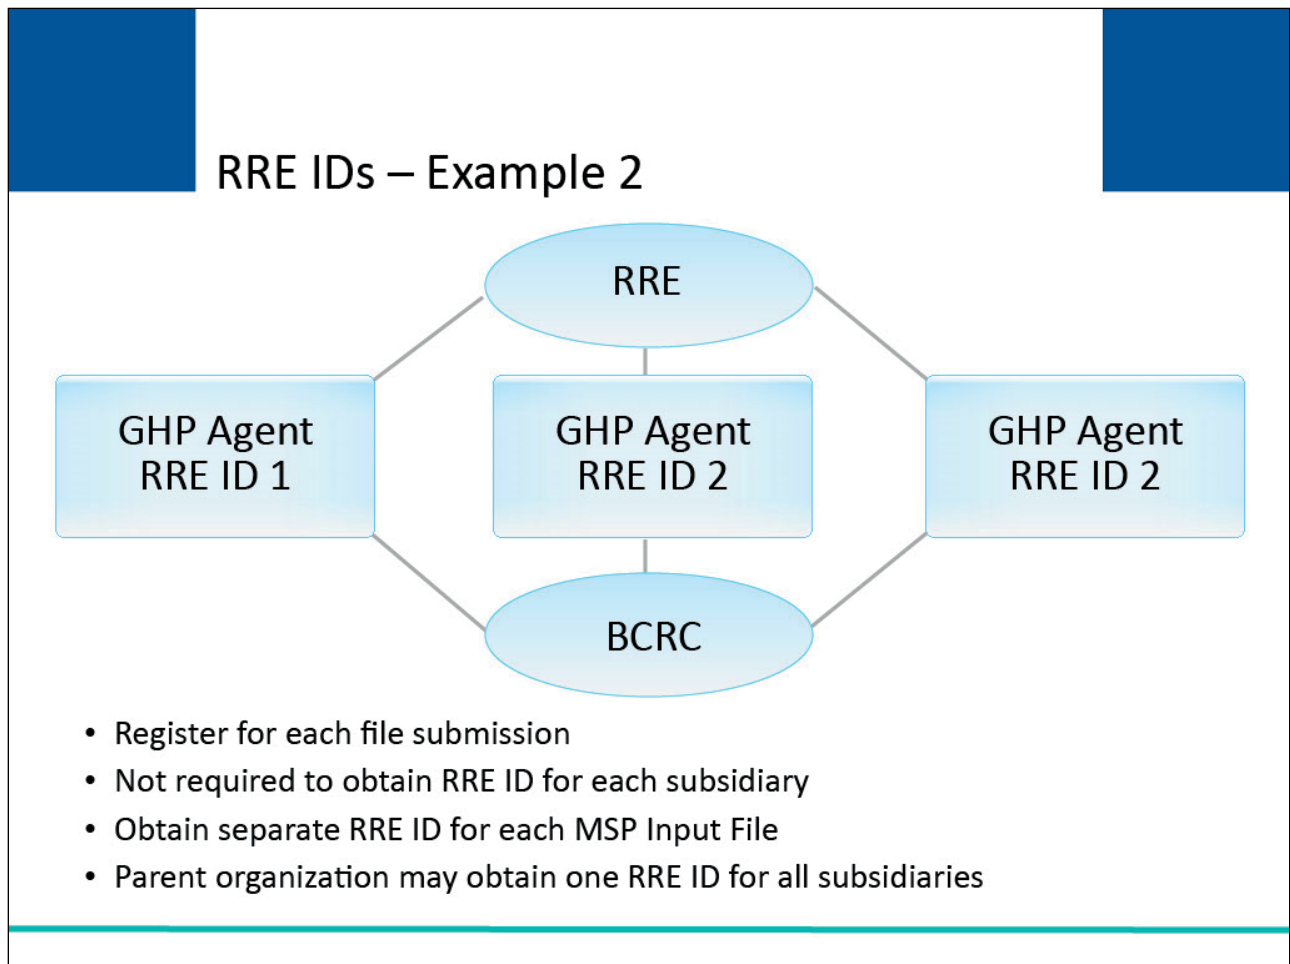 RRE IDs – Example 2
RRE
GHP Agent
RRE ID 1
GHP Agent
RRE ID 2
GHP Agent
RRE ID 2
BCRC
• Register for each file submission
• Not required to obtain RRE ID for each subsidiary
• Obtain separate RRE ID for each MSP Input File
• Parent organization may obtain one RRE ID for all subsidiaries